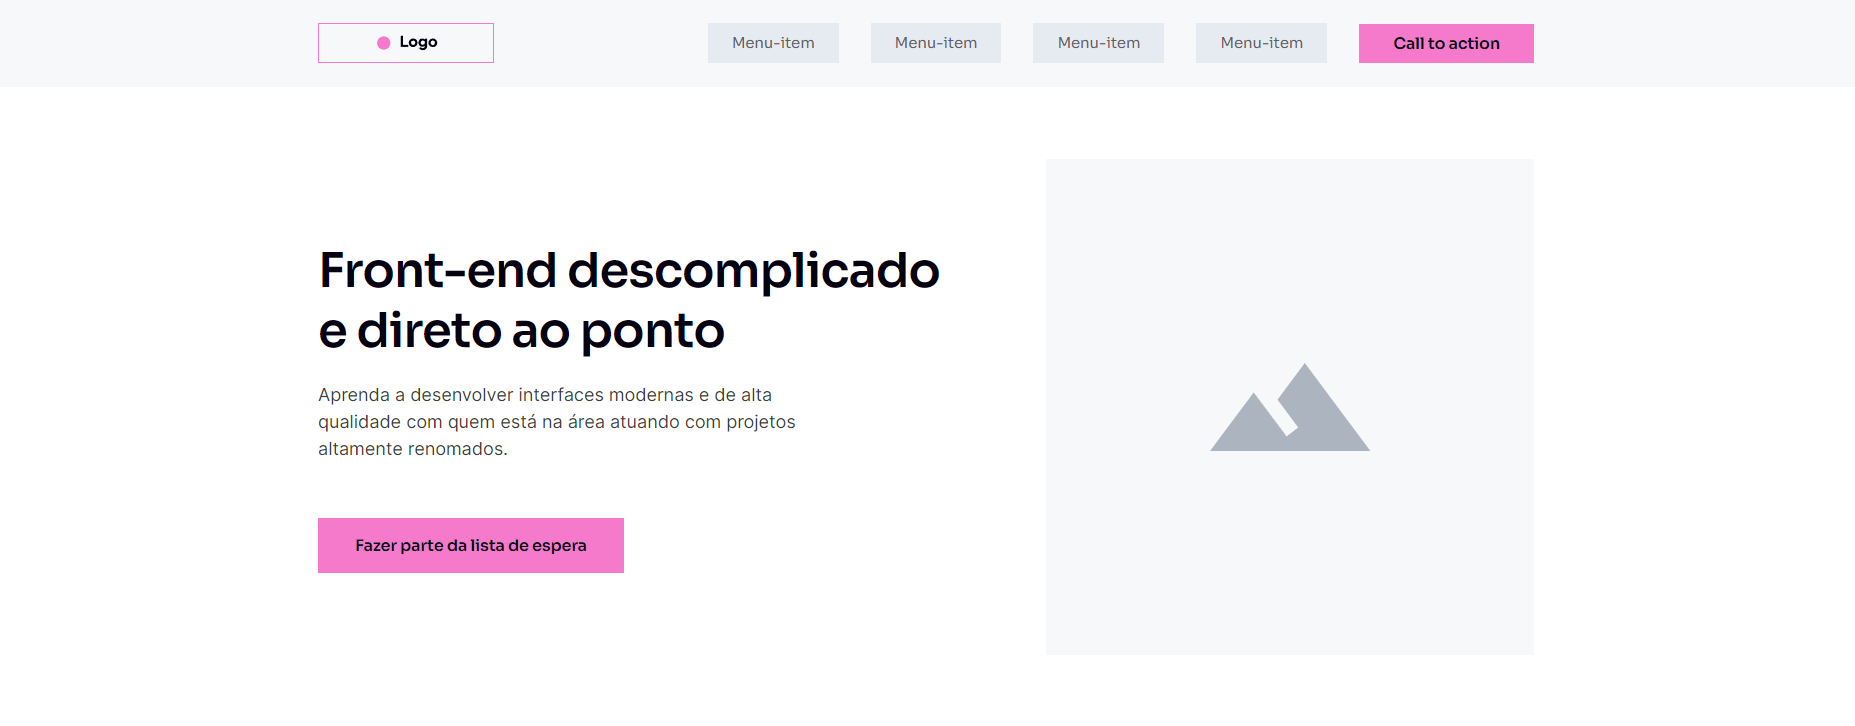 Logo
Menu-item
Menu-item
Menu-item
Menu-item
Call to action
Front-end descomplicado
e direto ao ponto
Aprenda a desenvolver interfaces modernas e de alta
qualidade com quem está na área atuando com projetos
altamente renomados.
Fazer parte da lista de espera